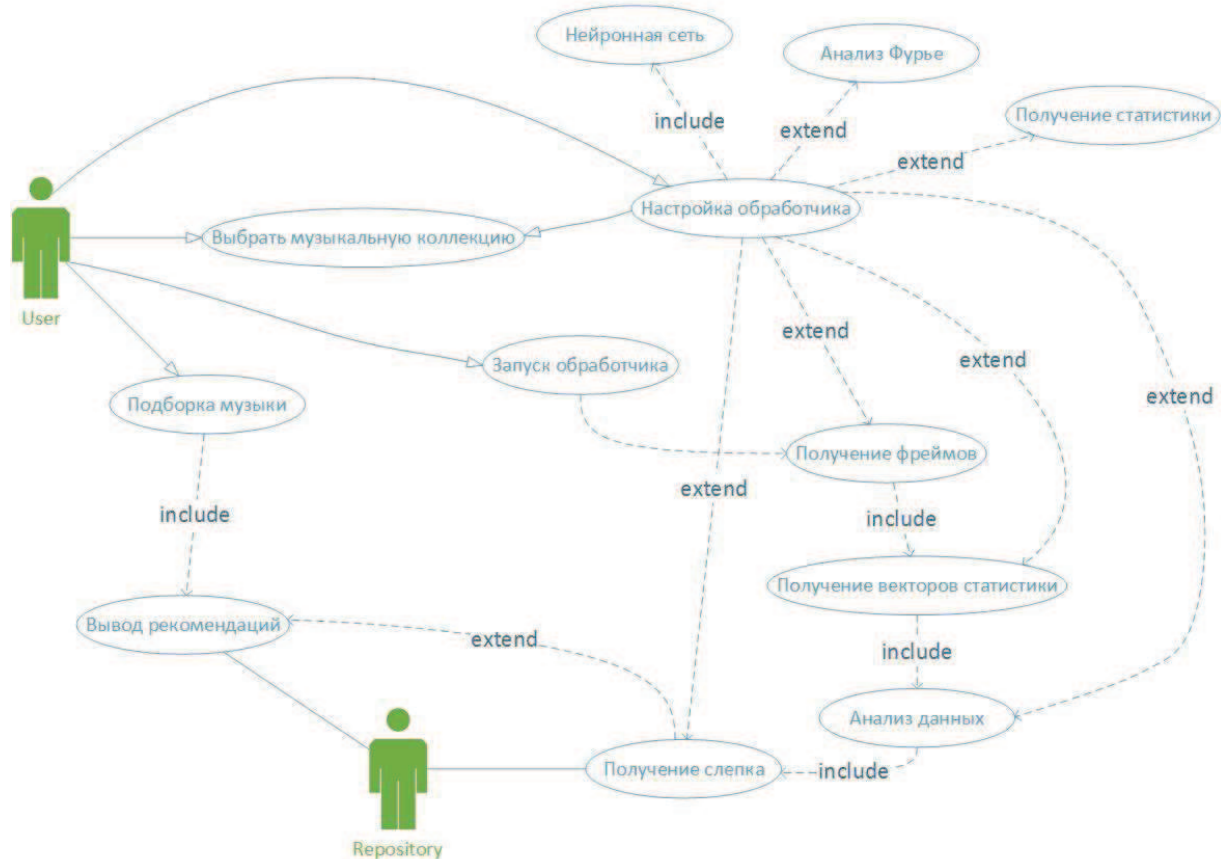 Нейронная сеть
Анализ Фурье
Получение статистики
include
extend
extend
Настройка обработчика
Выбрать музыкальную коллекцию
User
extend
Запуск обработчика
extend
extend
Подборка музыки
Получение фреймов
extend
include
include
Получение векторов статистики
Вывод рекомендаций
extend
include
Анализ данных
Получение слепка
include
Repository